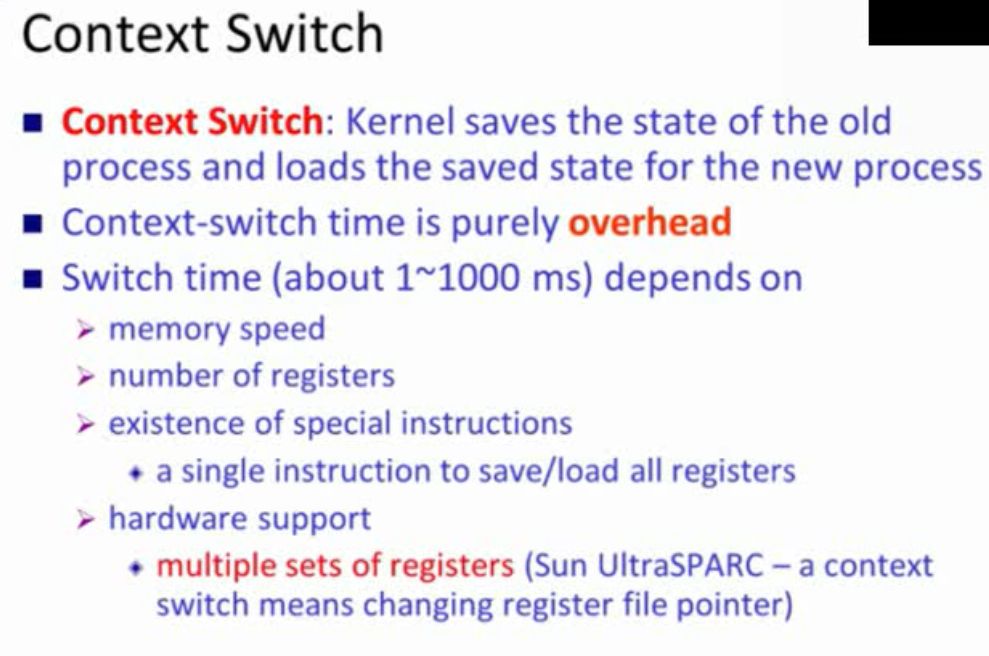 Context Switch
Context Switch: Kernel saves the state of the old
process and loads the saved state for the new process
Context-switch time is purely overhead
Switch time (about 1~1000 ms) depends on
memory speed
number of registers
existence of special instructions
a single instruction to save/load all registers
hardware support
multiple sets of registers (Sun UltraSPARC – a context
switch means changing register file pointer)